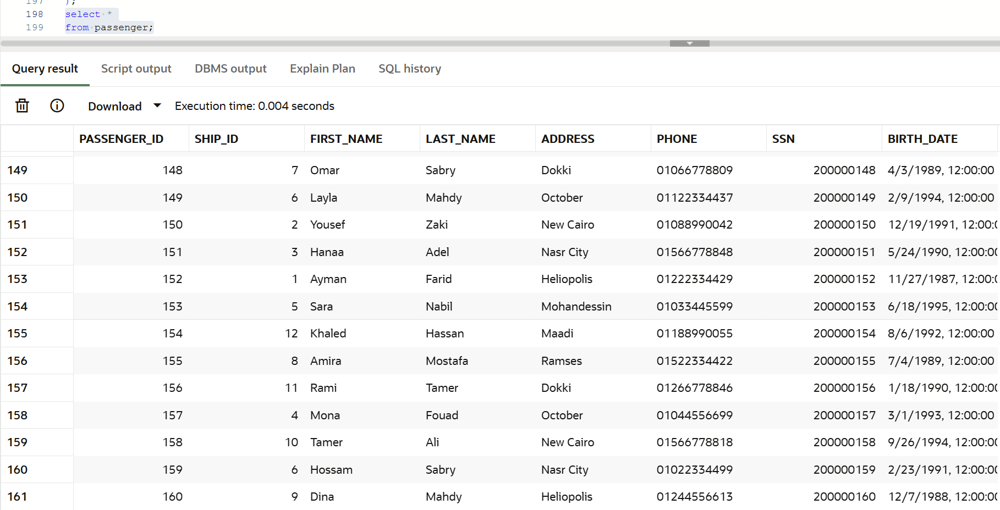 197 );
198 select *
199 from passenger;
Query result Script output DBMS output Explain Plan SQL history
Download Execution time: 0.004 seconds
PASSENGER_ID SHIP_ID FIRST_NAME LAST_NAME ADDRESS PHONE SSN BIRTH_DATE
149 148 7 Omar Sabry Dokki 01066778809 200000148 4/3/1989, 12:00:00
150 149 6 Layla Mahdy October 01122334437 200000149 2/9/1994, 12:00:00
151 150 2 Yousef Zaki New Cairo 01088990042 200000150 12/19/1991, 12:00:0
152 151 3 Hanaa Adel Nasr City 01566778848 200000151 5/24/1990, 12:00:00
153 152 1 Ayman Farid Heliopolis 01222334429 200000152 11/27/1987, 12:00:0
154 153 5 Sara Nabil Mohandessin 01033445599 200000153 6/18/1995, 12:00:00
155 154 12 Khaled Hassan Maadi 01188990055 200000154 8/6/1992, 12:00:00
156 155 8 Amira Mostafa Ramses 01522334422 200000155 7/4/1989, 12:00:00
157 156 11 Rami Tamer Dokki 01266778846 200000156 1/18/1990, 12:00:00
158 157 4 Mona Fouad October 01044556699 200000157 3/1/1993, 12:00:00
159 158 10 Tamer Ali New Cairo 01566778818 200000158 9/26/1994, 12:00:00
160 159 6 Hossam Sabry Nasr City 01022334499 200000159 2/23/1991, 12:00:00
161 160 9 Dina Mahdy Heliopolis 01244556613 200000160 12/7/1988, 12:00:00